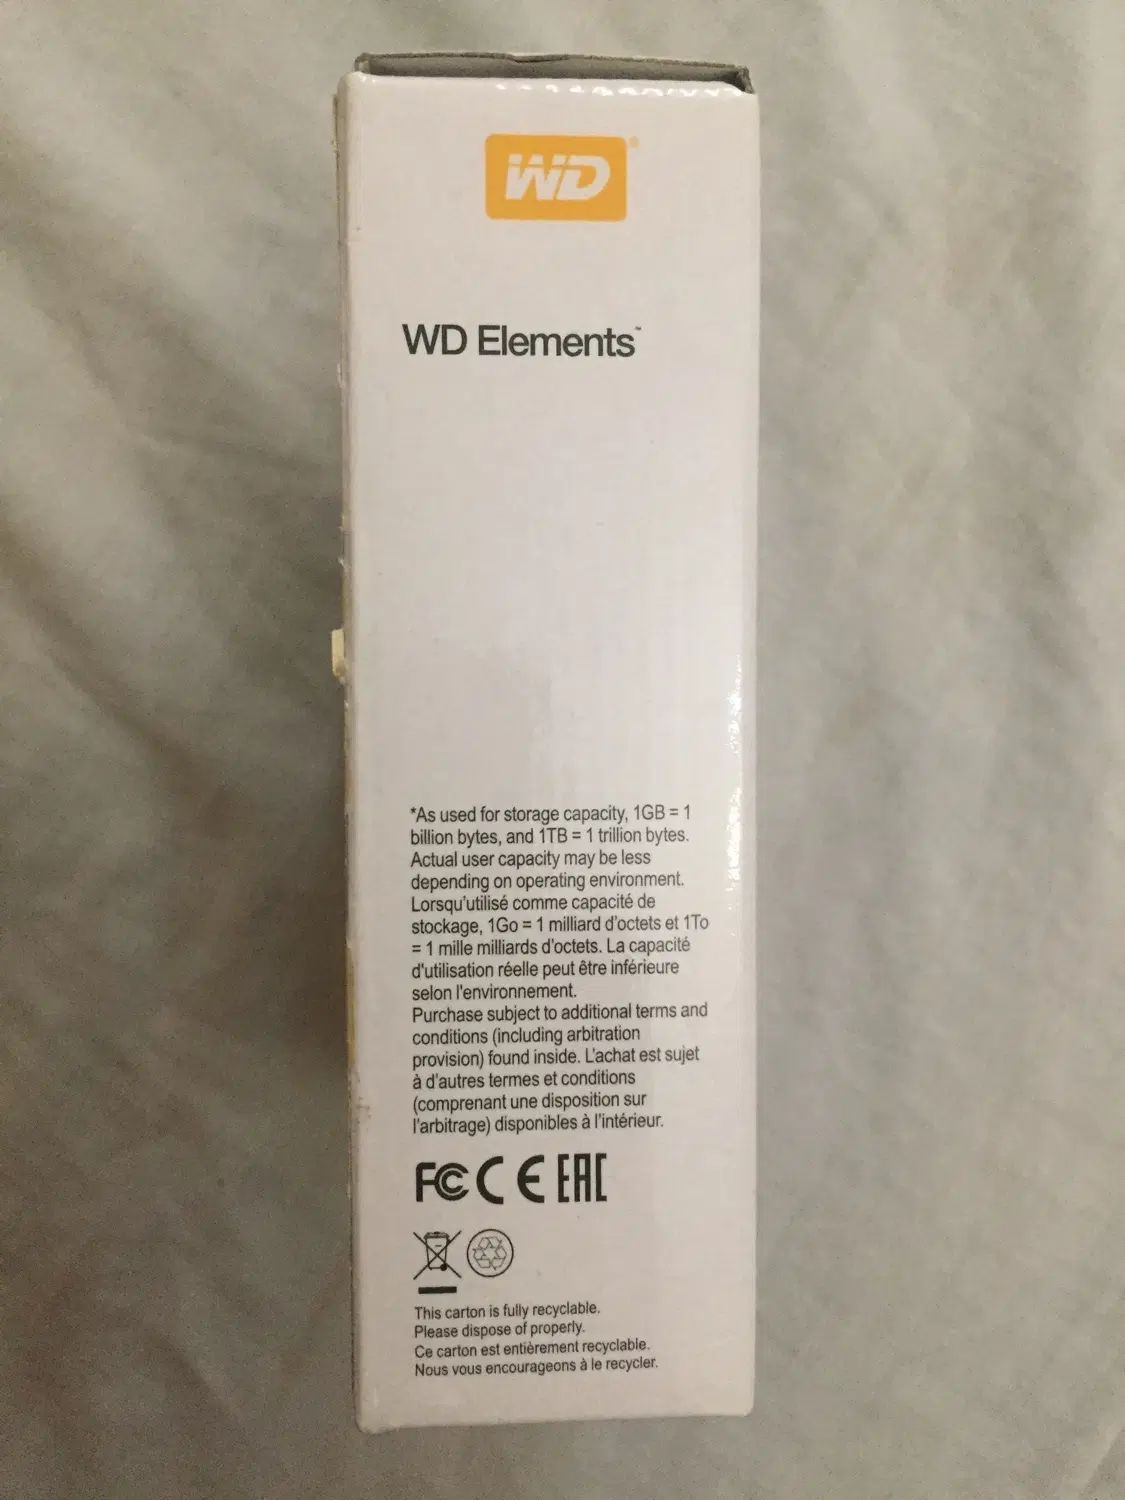 WD®
WD Elements™
*As used for storage capacity, 1GB = 1
billion bytes, and 1TB = 1 trillion bytes.
Actual user capacity may be less
depending on operating environment.
Lorsqu'utilisé comme capacité de
stockage, 1Go = 1 milliard d'octets et 1To
= 1 mille milliards d'octets. La capacité
d'utilisation réelle peut être inférieure
selon l'environnement.
Purchase subject to additional terms and
conditions (including arbitration
provision) found inside. L'achat est sujet
à d'autres termes et conditions
(comprenant une disposition sur
l'arbitrage) disponibles à l'intérieur.
FC CE EAC
This carton is fully recyclable.
Please dispose of properly.
Ce carton est entièrement recyclable.
Nous vous encourageons à le recycler.